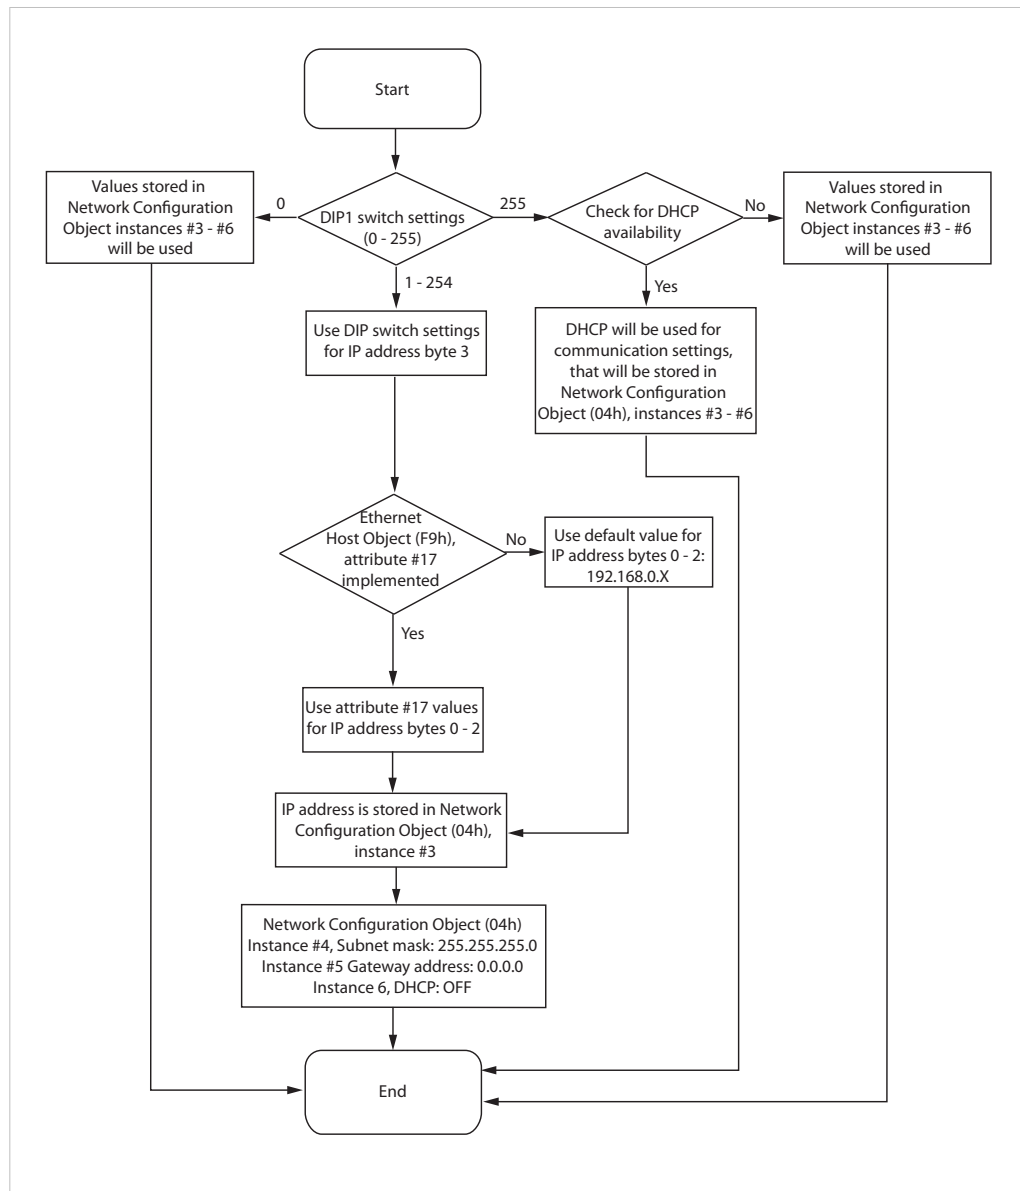 Start
Values stored in
Network Configuration
Object instances #3 - #6
will be used
0
DIP1 switch settings
(0 - 255)
255
Check for DHCP
availability
No
Values stored in
Network Configuration
Object instances #3 - #6
will be used
1 - 254
Yes
Use DIP switch settings
for IP address byte 3
DHCP will be used for
communication settings,
that will be stored in
Network Configuration
Object (04h), instances #3 - #6
Ethernet
Host Object (F9h),
attribute #17
implemented
No
Use default value for
IP address bytes 0 - 2:
192.168.0.X
Yes
Use attribute #17 values
for IP address bytes 0 - 2
IP address is stored in Network
Configuration Object (04h),
instance #3
Network Configuration Object (04h)
Instance #4, Subnet mask: 255.255.255.0
Instance #5 Gateway address: 0.0.0.0
Instance 6, DHCP: OFF
End